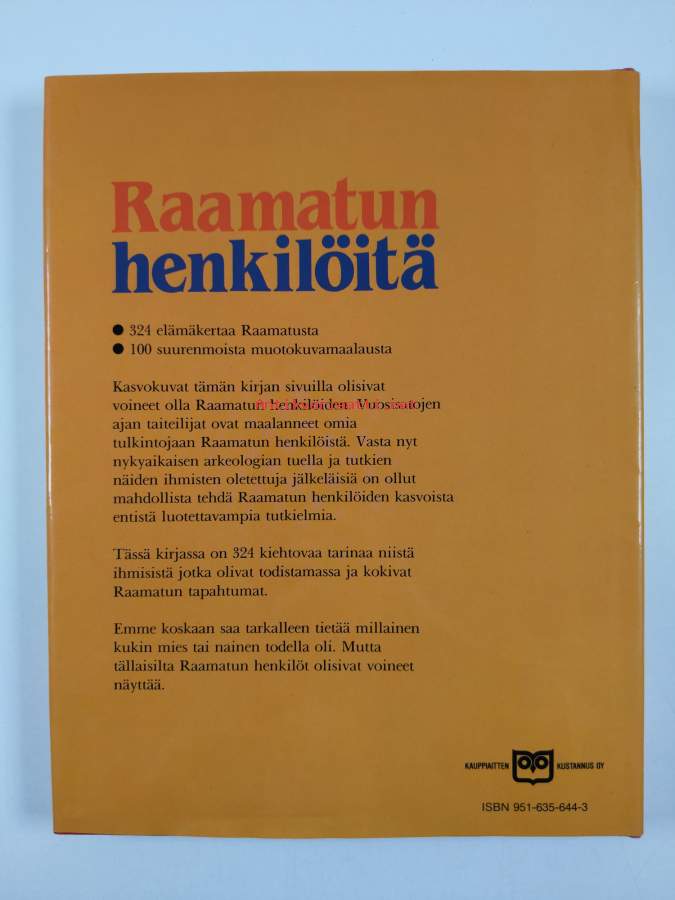 Raamatun
henkilöitä
● 324 elämäkertaa Raamatusta
● 100 suurenmoista muotokuvamaalausta
Kasvokuvat tämän kirjan sivuilla olisivat
voineet olla Raamatun henkilöiden. Vuosisatojen
ajan taiteilijat ovat maalanneet omia
tulkintojaan Raamatun henkilöistä. Vasta nyt
nykyaikaisen arkeologian tuella ja tutkien
näiden ihmisten oletettuja jälkeläisiä on ollut
mahdollista tehdä Raamatun henkilöiden kasvoista
entistä luotettavampia tutkielmia.
Tässä kirjassa on 324 kiehtovaa tarinaa niistä
ihmisistä jotka olivat todistamassa ja kokivat
Raamatun tapahtumat.
Emme koskaan saa tarkalleen tietää millainen
kukin mies tai nainen todella oli. Mutta
tällaisilta Raamatun henkilöt olisivat voineet
näyttää.
KAUPPIAITTEN KUSTANNUS OY
ISBN 951-635-644-3